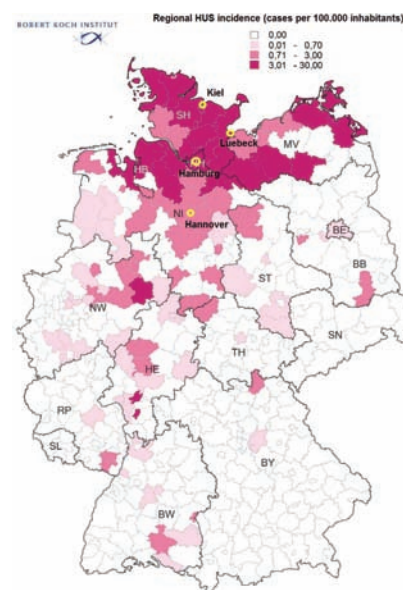 ROBERT KOCH INSTITUT
Regional HUS incidence (cases per 100.000 inhabitants)
0,00
0,01 - 0,70
0,71 - 3,00
3,01 - 30,00
Kiel
SH
Luebeck
MV
HB
Hamburg
NI
Hannover
BE
BB
ST
NW
SN
TH
HE
RP
SL
BY
BW